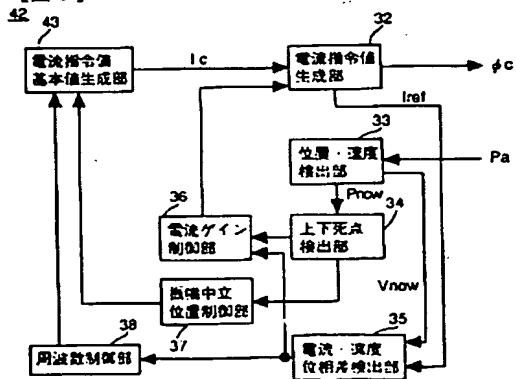 42
43
電流指令値
基本値生成部
Ic
32
電流指令値
生成部
φc
Iref
33
位置・速度
検出部
Pa
Pnow
34
上下死点
検出部
36
電流ゲイン
制御部
Vnow
振幅中立
位置制御部
37
35
電流・速度
位相差検出部
38
周波数制御部